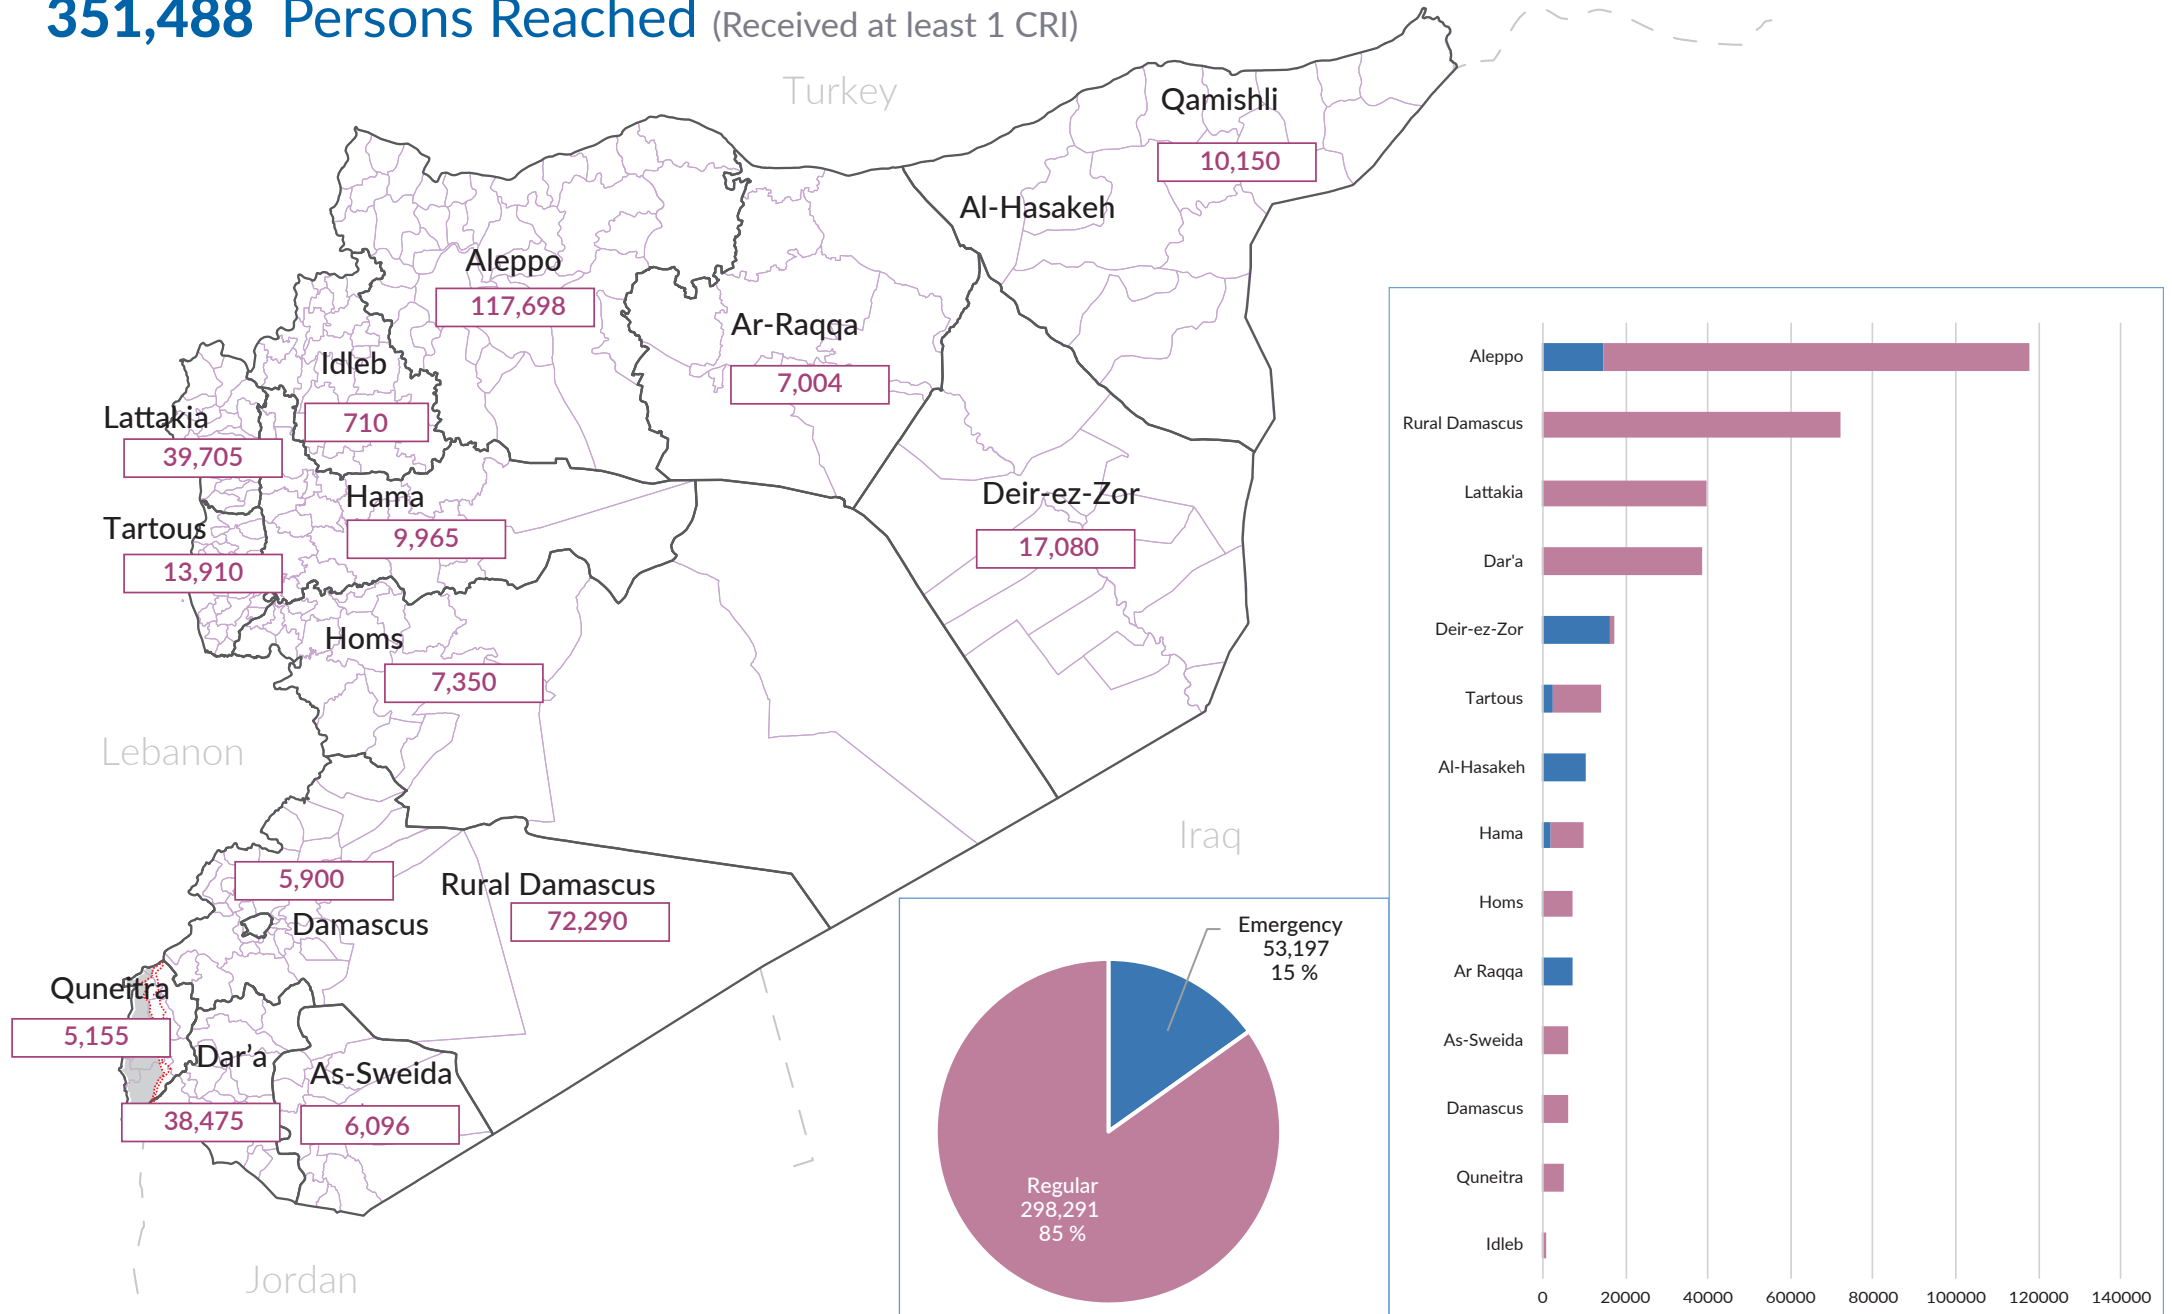 351,488 Persons Reached (Received at least 1 CRI)
Turkey
Qamishli
10,150
Al-Hasakeh
Aleppo
117,698
Ar-Raqqa
7,004
Idleb
710
Lattakia
39,705
Hama
9,965
Deir-ez-Zor
17,080
Tartous
13,910
Homs
7,350
Lebanon
Iraq
5,900
Damascus
Rural Damascus
72,290
Quneitra
5,155
Dar’a
38,475
As-Sweida
6,096
Jordan
Emergency
53,197
15 %
Regular
298,291
85 %
Aleppo
Rural Damascus
Lattakia
Dar'a
Deir-ez-Zor
Tartous
Al-Hasakeh
Hama
Homs
Ar Raqqa
As-Sweida
Damascus
Quneitra
Idleb
0 20000 40000 60000 80000 100000 120000 140000